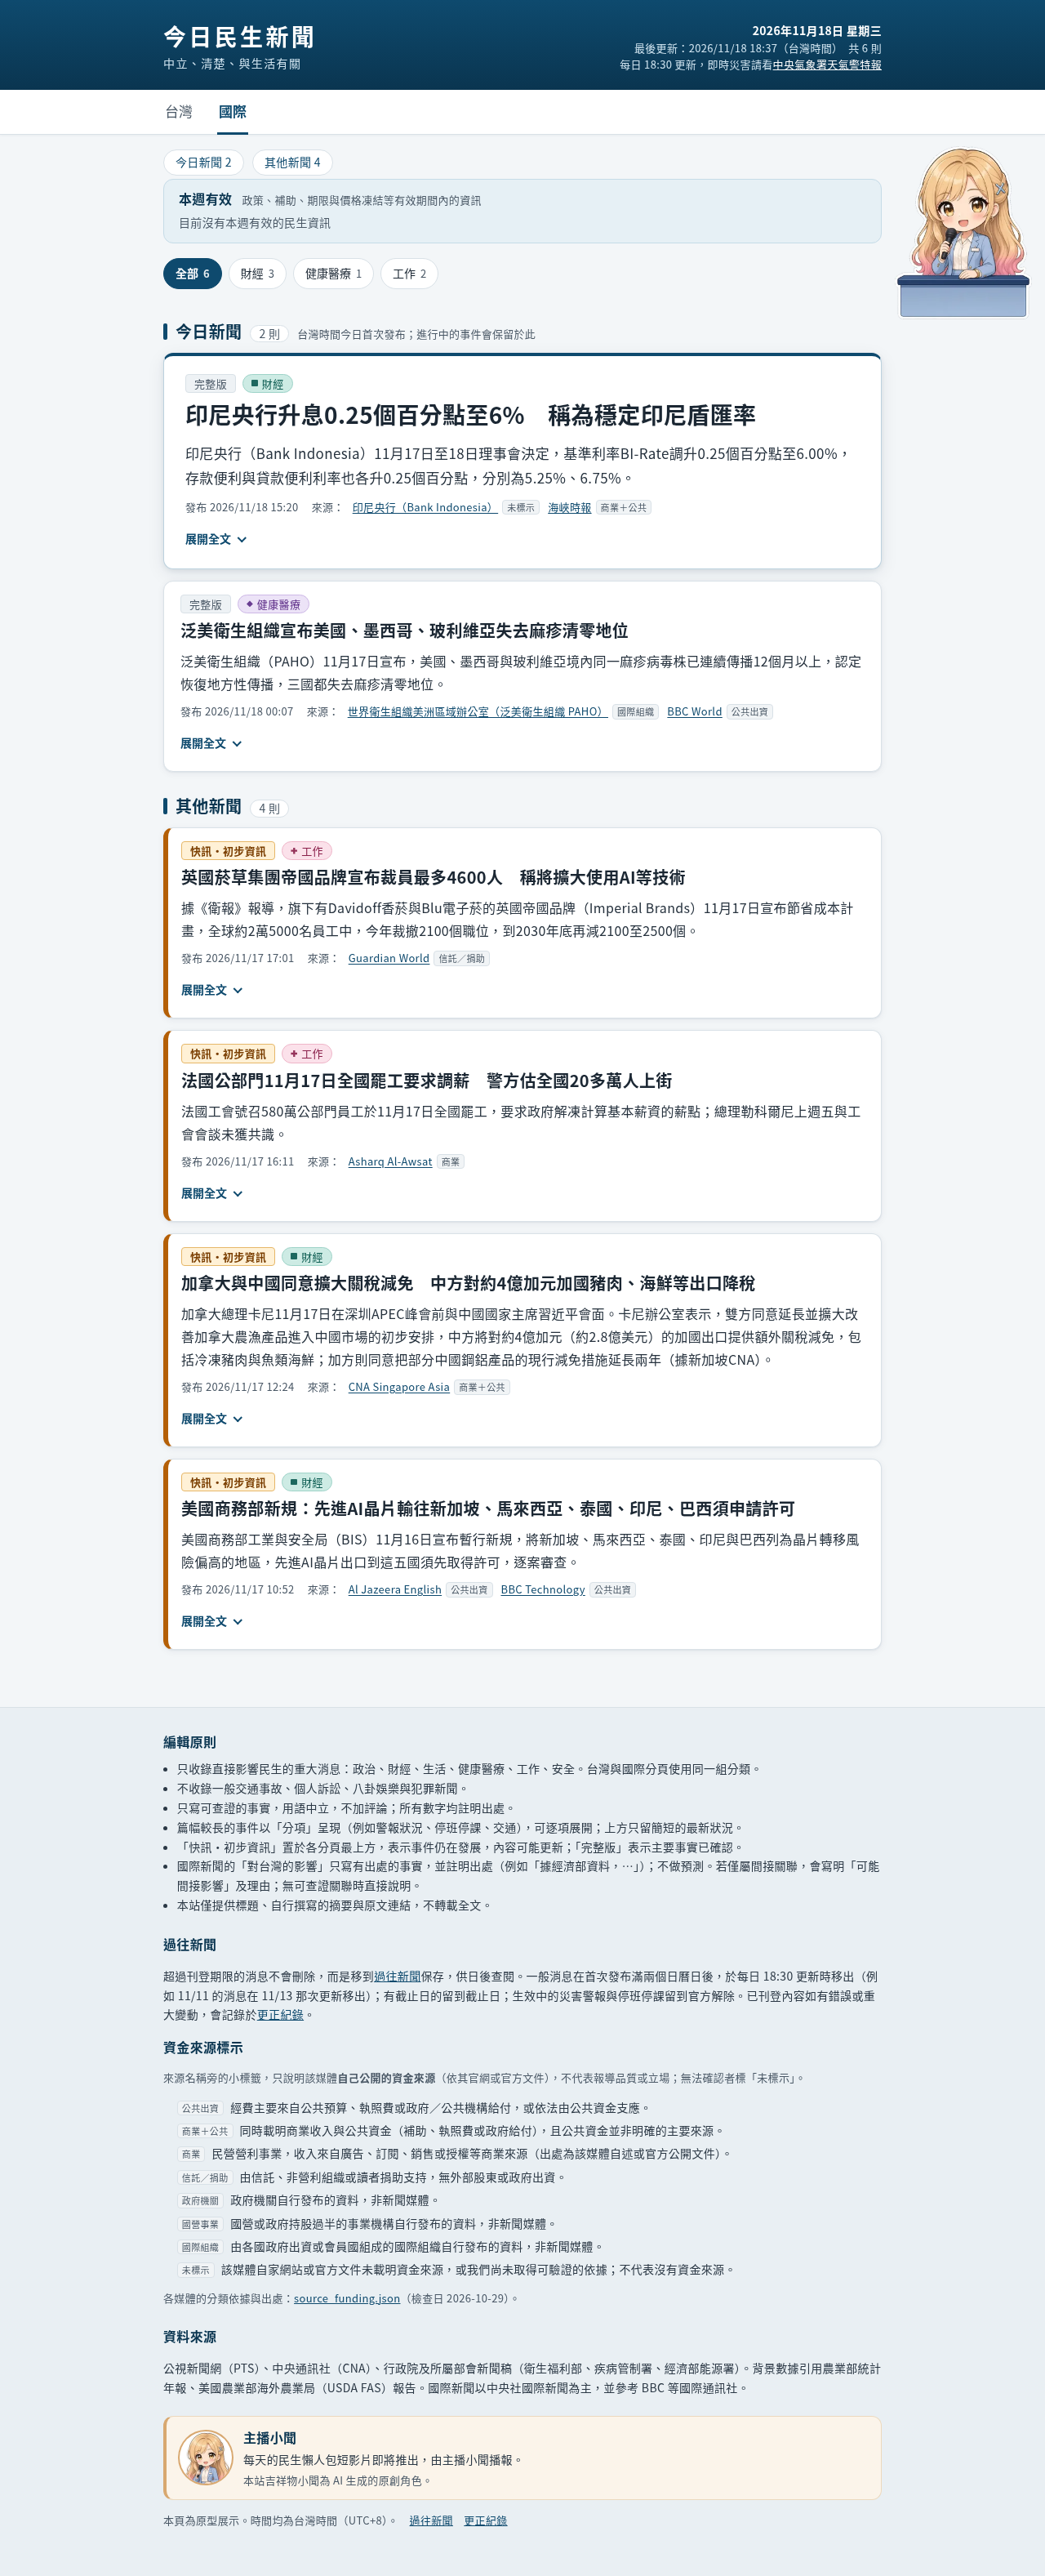 今日民生新聞
中立、清楚、與生活有關
2026年11月18日 星期三
最後更新：2026/11/18 18:37（台灣時間） 共 6 則
每日 18:30 更新，即時災害請看中央氣象署天氣警特報
台灣 國際
今日新聞 2 其他新聞 4
本週有效 政策、補助、期限與價格凍結等有效期間內的資訊
目前沒有本週有效的民生資訊
全部 6 財經 3 健康醫療 1 工作 2
今日新聞 2 則 台灣時間今日首次發布；進行中的事件會保留於此
完整版 財經
印尼央行升息0.25個百分點至6%　稱為穩定印尼盾匯率
印尼央行（Bank Indonesia）11月17日至18日理事會決定，基準利率BI-Rate調升0.25個百分點至6.00%，
存款便利與貸款便利利率也各升0.25個百分點，分別為5.25%、6.75%。
發布 2026/11/18 15:20 來源： 印尼央行（Bank Indonesia） 未標示 海峽時報 商業＋公共
展開全文
完整版 健康醫療
泛美衛生組織宣布美國、墨西哥、玻利維亞失去麻疹清零地位
泛美衛生組織（PAHO）11月17日宣布，美國、墨西哥與玻利維亞境內同一麻疹病毒株已連續傳播12個月以上，認定
恢復地方性傳播，三國都失去麻疹清零地位。
發布 2026/11/18 00:07 來源： 世界衛生組織美洲區域辦公室（泛美衛生組織 PAHO） 國際組織 BBC World 公共出資
展開全文
其他新聞 4 則
快訊・初步資訊 工作
英國菸草集團帝國品牌宣布裁員最多4600人　稱將擴大使用AI等技術
據《衛報》報導，旗下有Davidoff香菸與Blu電子菸的英國帝國品牌（Imperial Brands）11月17日宣布節省成本計
畫，全球約2萬5000名員工中，今年裁撤2100個職位，到2030年底再減2100至2500個。
發布 2026/11/17 17:01 來源： Guardian World 信託／捐助
展開全文
快訊・初步資訊 工作
法國公部門11月17日全國罷工要求調薪　警方估全國20多萬人上街
法國工會號召580萬公部門員工於11月17日全國罷工，要求政府解凍計算基本薪資的薪點；總理勒科爾尼上週五與工
會會談未獲共識。
發布 2026/11/17 16:11 來源： Asharq Al-Awsat 商業
展開全文
快訊・初步資訊 財經
加拿大與中國同意擴大關稅減免　中方對約4億加元加國豬肉、海鮮等出口降稅
加拿大總理卡尼11月17日在深圳APEC峰會前與中國國家主席習近平會面。卡尼辦公室表示，雙方同意延長並擴大改
善加拿大農漁產品進入中國市場的初步安排，中方將對約4億加元（約2.8億美元）的加國出口提供額外關稅減免，包
括冷凍豬肉與魚類海鮮；加方則同意把部分中國鋼鋁產品的現行減免措施延長兩年（據新加坡CNA）。
發布 2026/11/17 12:24 來源： CNA Singapore Asia 商業＋公共
展開全文
快訊・初步資訊 財經
美國商務部新規：先進AI晶片輸往新加坡、馬來西亞、泰國、印尼、巴西須申請許可
美國商務部工業與安全局（BIS）11月16日宣布暫行新規，將新加坡、馬來西亞、泰國、印尼與巴西列為晶片轉移風
險偏高的地區，先進AI晶片出口到這五國須先取得許可，逐案審查。
發布 2026/11/17 10:52 來源： Al Jazeera English 公共出資 BBC Technology 公共出資
展開全文
編輯原則
只收錄直接影響民生的重大消息：政治、財經、生活、健康醫療、工作、安全。台灣與國際分頁使用同一組分類。
不收錄一般交通事故、個人訴訟、八卦娛樂與犯罪新聞。
只寫可查證的事實，用語中立，不加評論；所有數字均註明出處。
篇幅較長的事件以「分項」呈現（例如警報狀況、停班停課、交通），可逐項展開；上方只留簡短的最新狀況。
「快訊・初步資訊」置於各分頁最上方，表示事件仍在發展，內容可能更新；「完整版」表示主要事實已確認。
國際新聞的「對台灣的影響」只寫有出處的事實，並註明出處（例如「據經濟部資料，…」）；不做預測。若僅屬間接關聯，會寫明「可能
間接影響」及理由；無可查證關聯時直接說明。
本站僅提供標題、自行撰寫的摘要與原文連結，不轉載全文。
過往新聞
超過刊登期限的消息不會刪除，而是移到過往新聞保存，供日後查閱。一般消息在首次發布滿兩個日曆日後，於每日 18:30 更新時移出（例
如 11/11 的消息在 11/13 那次更新移出）；有截止日的留到截止日；生效中的災害警報與停班停課留到官方解除。已刊登內容如有錯誤或重
大變動，會記錄於更正紀錄。
資金來源標示
來源名稱旁的小標籤，只說明該媒體自己公開的資金來源（依其官網或官方文件），不代表報導品質或立場；無法確認者標「未標示」。
公共出資 經費主要來自公共預算、執照費或政府／公共機構給付，或依法由公共資金支應。
商業＋公共 同時載明商業收入與公共資金（補助、執照費或政府給付），且公共資金並非明確的主要來源。
商業 民營營利事業，收入來自廣告、訂閱、銷售或授權等商業來源（出處為該媒體自述或官方公開文件）。
信託／捐助 由信託、非營利組織或讀者捐助支持，無外部股東或政府出資。
政府機關 政府機關自行發布的資料，非新聞媒體。
國營事業 國營或政府持股過半的事業機構自行發布的資料，非新聞媒體。
國際組織 由各國政府出資或會員國組成的國際組織自行發布的資料，非新聞媒體。
未標示 該媒體自家網站或官方文件未載明資金來源，或我們尚未取得可驗證的依據；不代表沒有資金來源。
各媒體的分類依據與出處：source_funding.json（檢查日 2026-10-29）。
資料來源
公視新聞網（PTS）、中央通訊社（CNA）、行政院及所屬部會新聞稿（衛生福利部、疾病管制署、經濟部能源署）。背景數據引用農業部統計
年報、美國農業部海外農業局（USDA FAS）報告。國際新聞以中央社國際新聞為主，並參考 BBC 等國際通訊社。
主播小聞
每天的民生懶人包短影片即將推出，由主播小聞播報。
本站吉祥物小聞為 AI 生成的原創角色。
本頁為原型展示。時間均為台灣時間（UTC+8）。 過往新聞 更正紀錄